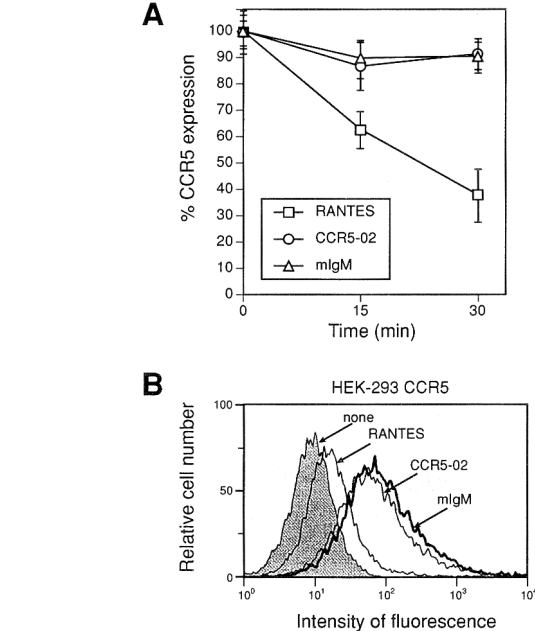 A
100
90
80
70
60
50
40
30
20
10
0
% CCR5 expression
RANTES
CCR5-02
mIgM
0 15 30
Time (min)
B
HEK-293 CCR5
100
50
0
Relative cell number
none
RANTES
CCR5-02
mIgM
10⁰ 10¹ 10² 10³ 10⁴
Intensity of fluorescence